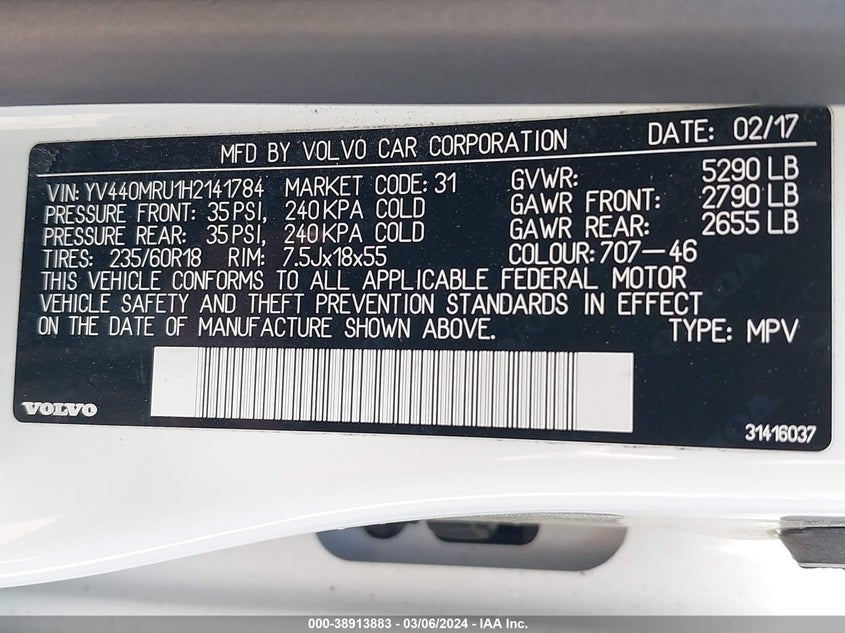 MFD BY VOLVO CAR CORPORATION DATE: 02/17
VIN: YV440MRU1H2141784 MARKET CODE: 31 GVWR: 5290 LB
PRESSURE FRONT: 35 PSI, 240 KPA COLD GAWR FRONT: 2790 LB
PRESSURE REAR: 35 PSI, 240 KPA COLD GAWR REAR: 2655 LB
TIRES: 235/60R18 RIM: 7.5Jx18x55 COLOUR: 707-46
THIS VEHICLE CONFORMS TO ALL APPLICABLE FEDERAL MOTOR
VEHICLE SAFETY AND THEFT PREVENTION STANDARDS IN EFFECT
ON THE DATE OF MANUFACTURE SHOWN ABOVE. TYPE: MPV
VOLVO
31416037
000-38913883 - 03/06/2024 - IAA Inc.